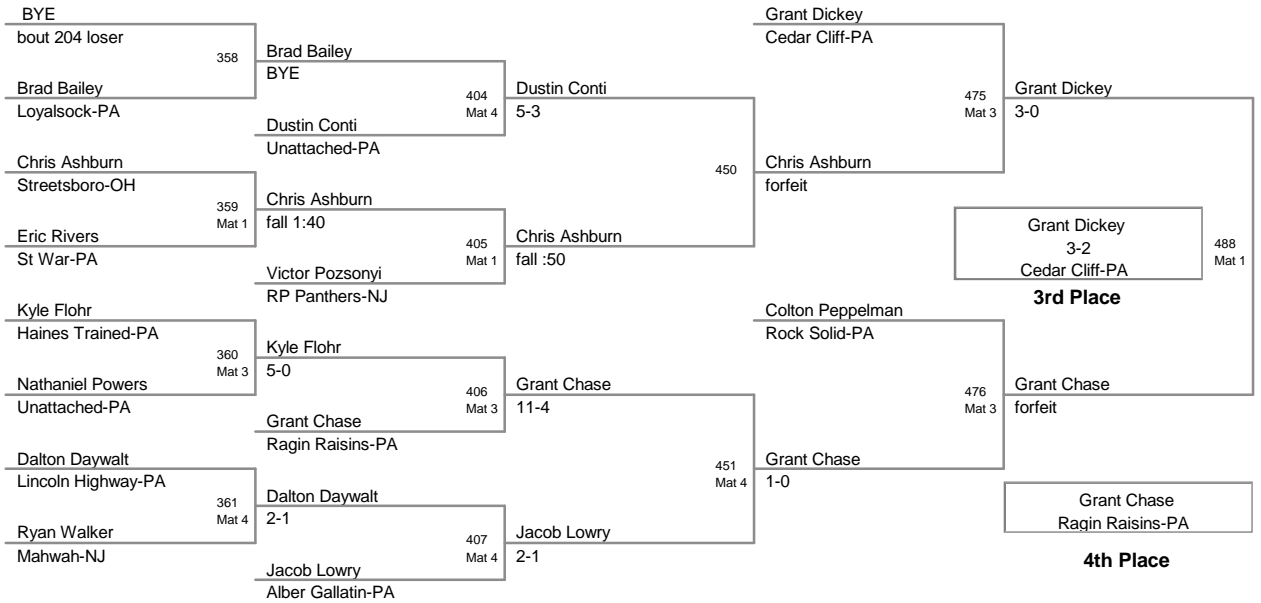 BYE
bout 204 loser
358
Brad Bailey
Loyalsock-PA
Chris Ashburn
Streetsboro-OH
359
Mat 1
Eric Rivers
St War-PA
Kyle Flohr
Haines Trained-PA
360
Mat 3
Nathaniel Powers
Unattached-PA
Dalton Daywalt
Lincoln Highway-PA
361
Mat 4
Ryan Walker
Mahwah-NJ
Brad Bailey
BYE
404
Mat 4
Dustin Conti
Unattached-PA
Chris Ashburn
fall 1:40
405
Mat 1
Victor Pozsonyi
RP Panthers-NJ
Kyle Flohr
5-0
406
Mat 3
Grant Chase
Ragin Raisins-PA
Dalton Daywalt
2-1
407
Mat 4
Jacob Lowry
Alber Gallatin-PA
Dustin Conti
5-3
450
Chris Ashburn
fall :50
Grant Chase
11-4
451
Mat 4
Jacob Lowry
2-1
Grant Dickey
Cedar Cliff-PA
475
Mat 3
Chris Ashburn
forfeit
Colton Peppelman
Rock Solid-PA
476
Mat 3
Grant Chase
1-0
Grant Dickey
3-0
488
Mat 1
Grant Chase
forfeit
Grant Dickey
3-2
Cedar Cliff-PA
3rd Place
Grant Chase
Ragin Raisins-PA
4th Place